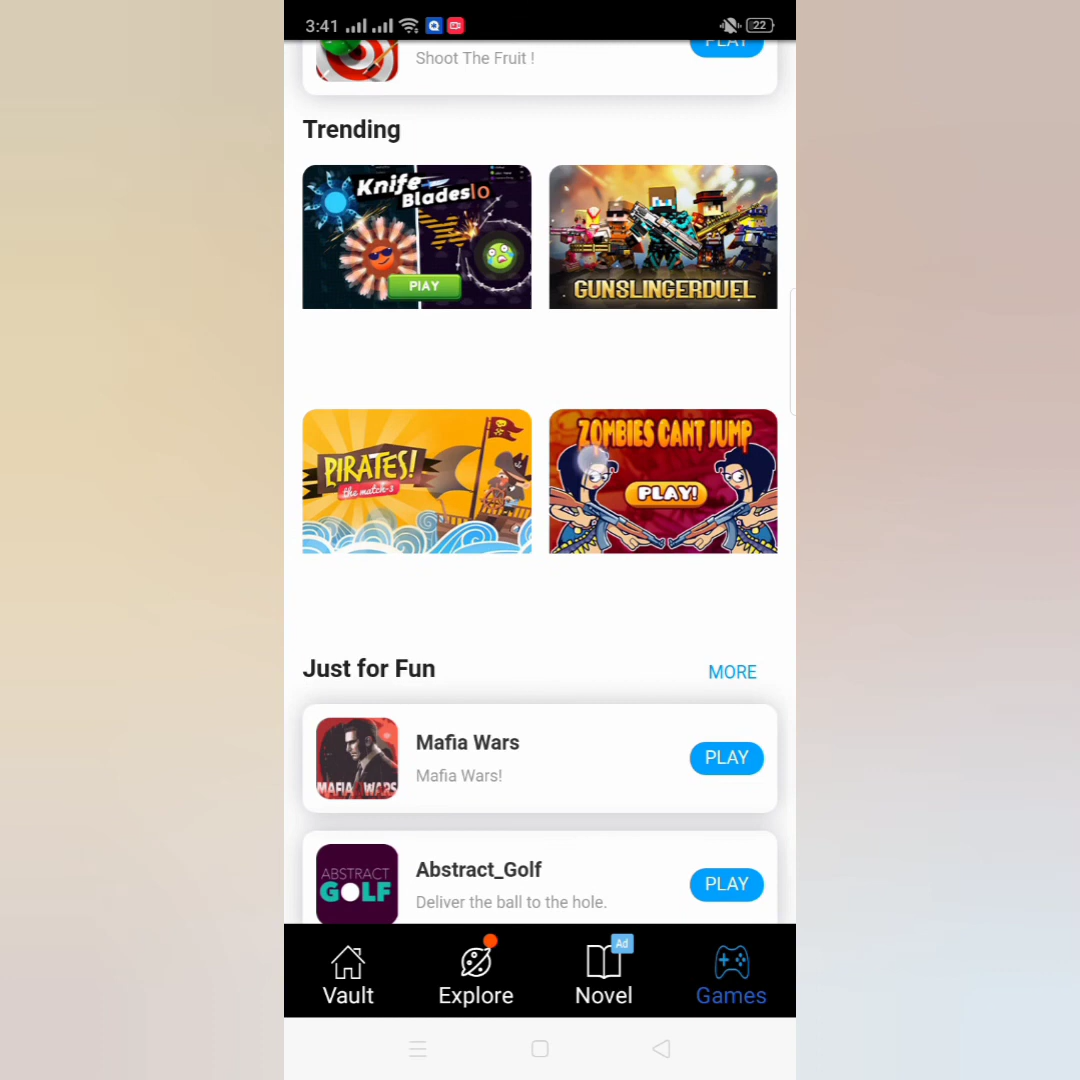 3:41
22
Shoot The Fruit !
PLAY
Trending
Knife
Blades IO
PlAY
GUNSLINGERDUEL
PIRATES!
the match-3
ZOMBIES CANT JUMP
PLAY!
Just for Fun
MORE
MAFIA WARS
Mafia Wars
Mafia Wars!
PLAY
ABSTRACT
GOLF
Abstract_Golf
Deliver the ball to the hole.
PLAY
Ad
Vault
Explore
Novel
Games